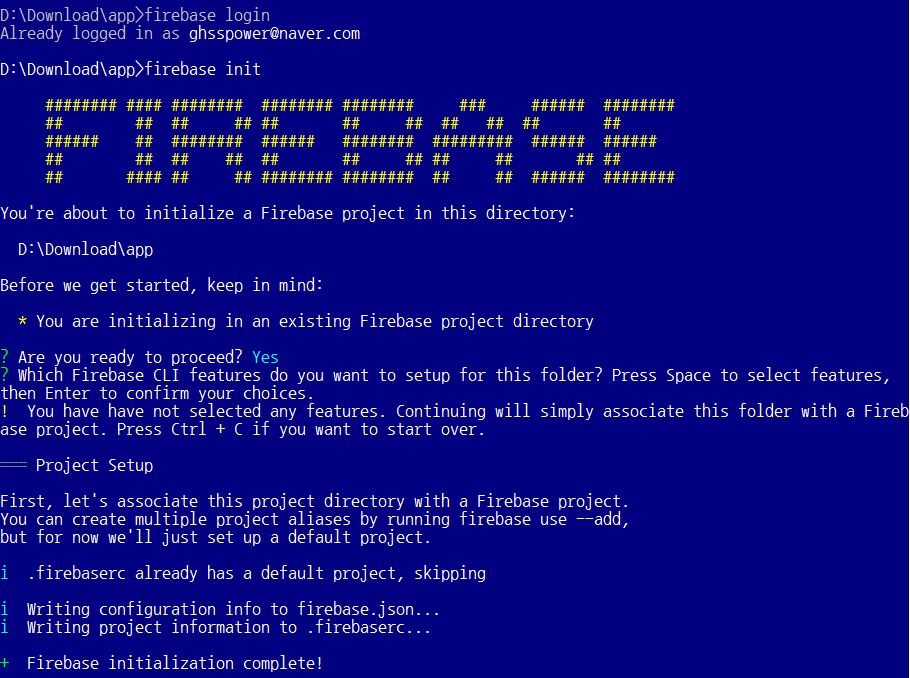 D:\Download\app>firebase login
Already logged in as ghsspower@naver.com
D:\Download\app>firebase init
######## #### ########  ######## ########     ###     ######  ########
##        ##  ##     ## ##       ##     ##  ##   ##  ##       ##
######    ##  ########  ######   ########  #########  ######  ######
##        ##  ##    ##  ##       ##     ## ##     ##       ## ##
##       #### ##     ## ######## ########  ##     ##  ######  ########
You're about to initialize a Firebase project in this directory:
D:\Download\app
Before we get started, keep in mind:
* You are initializing in an existing Firebase project directory
? Are you ready to proceed? Yes
? Which Firebase CLI features do you want to setup for this folder? Press Space to select features,
then Enter to confirm your choices.
!  You have have not selected any features. Continuing will simply associate this folder with a Fireb
ase project. Press Ctrl + C if you want to start over.
=== Project Setup
First, let's associate this project directory with a Firebase project.
You can create multiple project aliases by running firebase use --add,
but for now we'll just set up a default project.
i  .firebaserc already has a default project, skipping
i  Writing configuration info to firebase.json...
i  Writing project information to .firebaserc...
+  Firebase initialization complete!